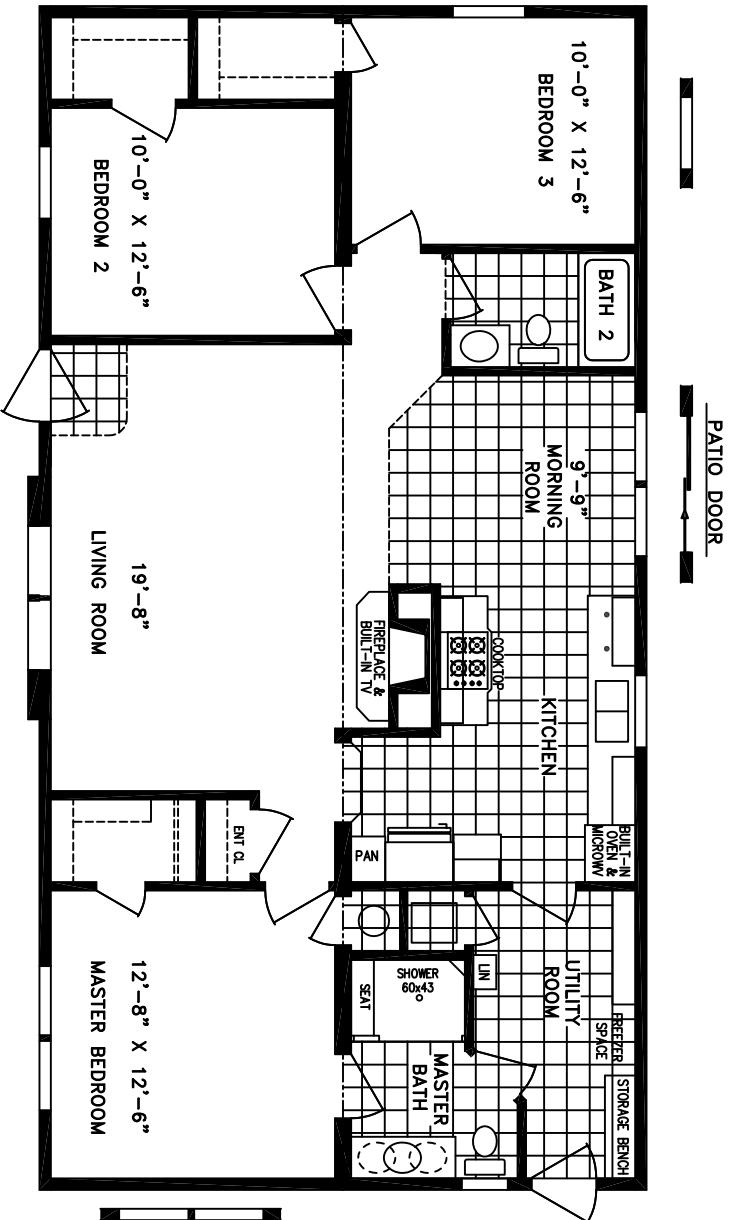 PATIO DOOR
10'-0" X 12'-6"
BEDROOM 3
BATH 2
9'-9"
MORNING
ROOM
KITCHEN
COOKTOP
BUILT-IN
OVEN &
MICROWV
UTILITY
ROOM
FREEZER
SPACE
STORAGE BENCH
10'-0" X 12'-6"
BEDROOM 2
19'-8"
LIVING ROOM
FIREPLACE &
BUILT-IN TV
PAN
ENT CL
LIN
SHOWER
60x43
SEAT
MASTER
BATH
12'-8" X 12'-6"
MASTER BEDROOM